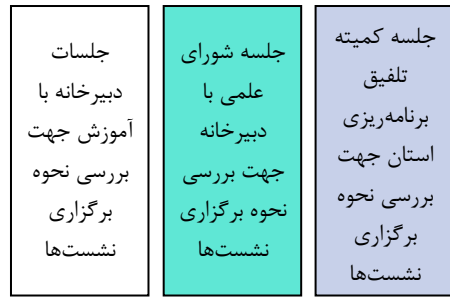 جلسه کمیته
تلفیق
برنامه‌ریزی
استان جهت
بررسی نحوه
برگزاری
نشست‌ها
جلسه شورای
علمی با
دبیرخانه
جهت بررسی
نحوه برگزاری
نشست‌ها
جلسات
دبیرخانه با
آموزش جهت
بررسی نحوه
برگزاری
نشست‌ها